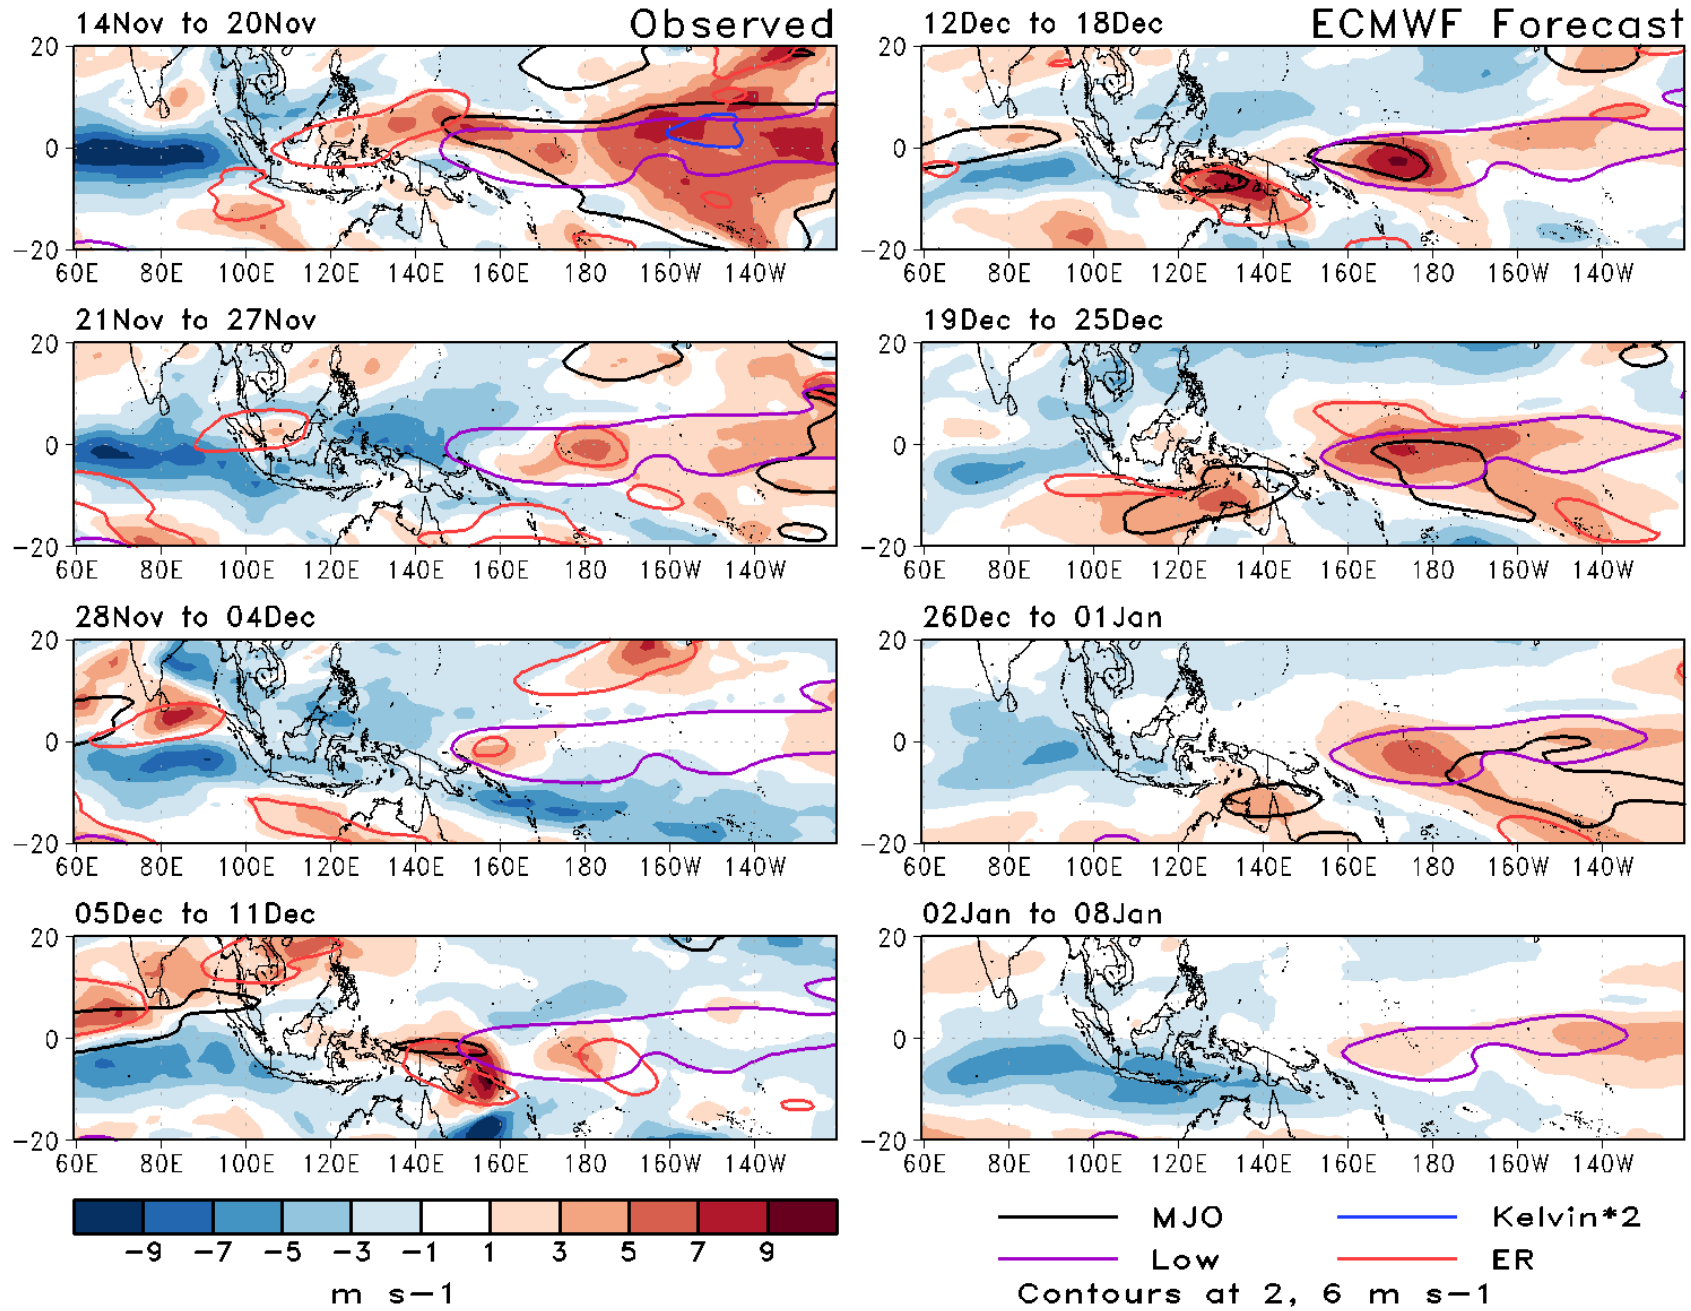 14Nov to 20Nov Observed
20
0
−20
60E 80E 100E 120E 140E 160E 180 160W 140W
21Nov to 27Nov
20
0
−20
60E 80E 100E 120E 140E 160E 180 160W 140W
28Nov to 04Dec
20
0
−20
60E 80E 100E 120E 140E 160E 180 160W 140W
05Dec to 11Dec
20
0
−20
60E 80E 100E 120E 140E 160E 180 160W 140W
−9 −7 −5 −3 −1 1 3 5 7 9
m s−1
12Dec to 18Dec ECMWF Forecast
20
0
−20
60E 80E 100E 120E 140E 160E 180 160W 140W
19Dec to 25Dec
20
0
−20
60E 80E 100E 120E 140E 160E 180 160W 140W
26Dec to 01Jan
20
0
−20
60E 80E 100E 120E 140E 160E 180 160W 140W
02Jan to 08Jan
20
0
−20
60E 80E 100E 120E 140E 160E 180 160W 140W
MJO Kelvin*2
Low ER
Contours at 2, 6 m s−1